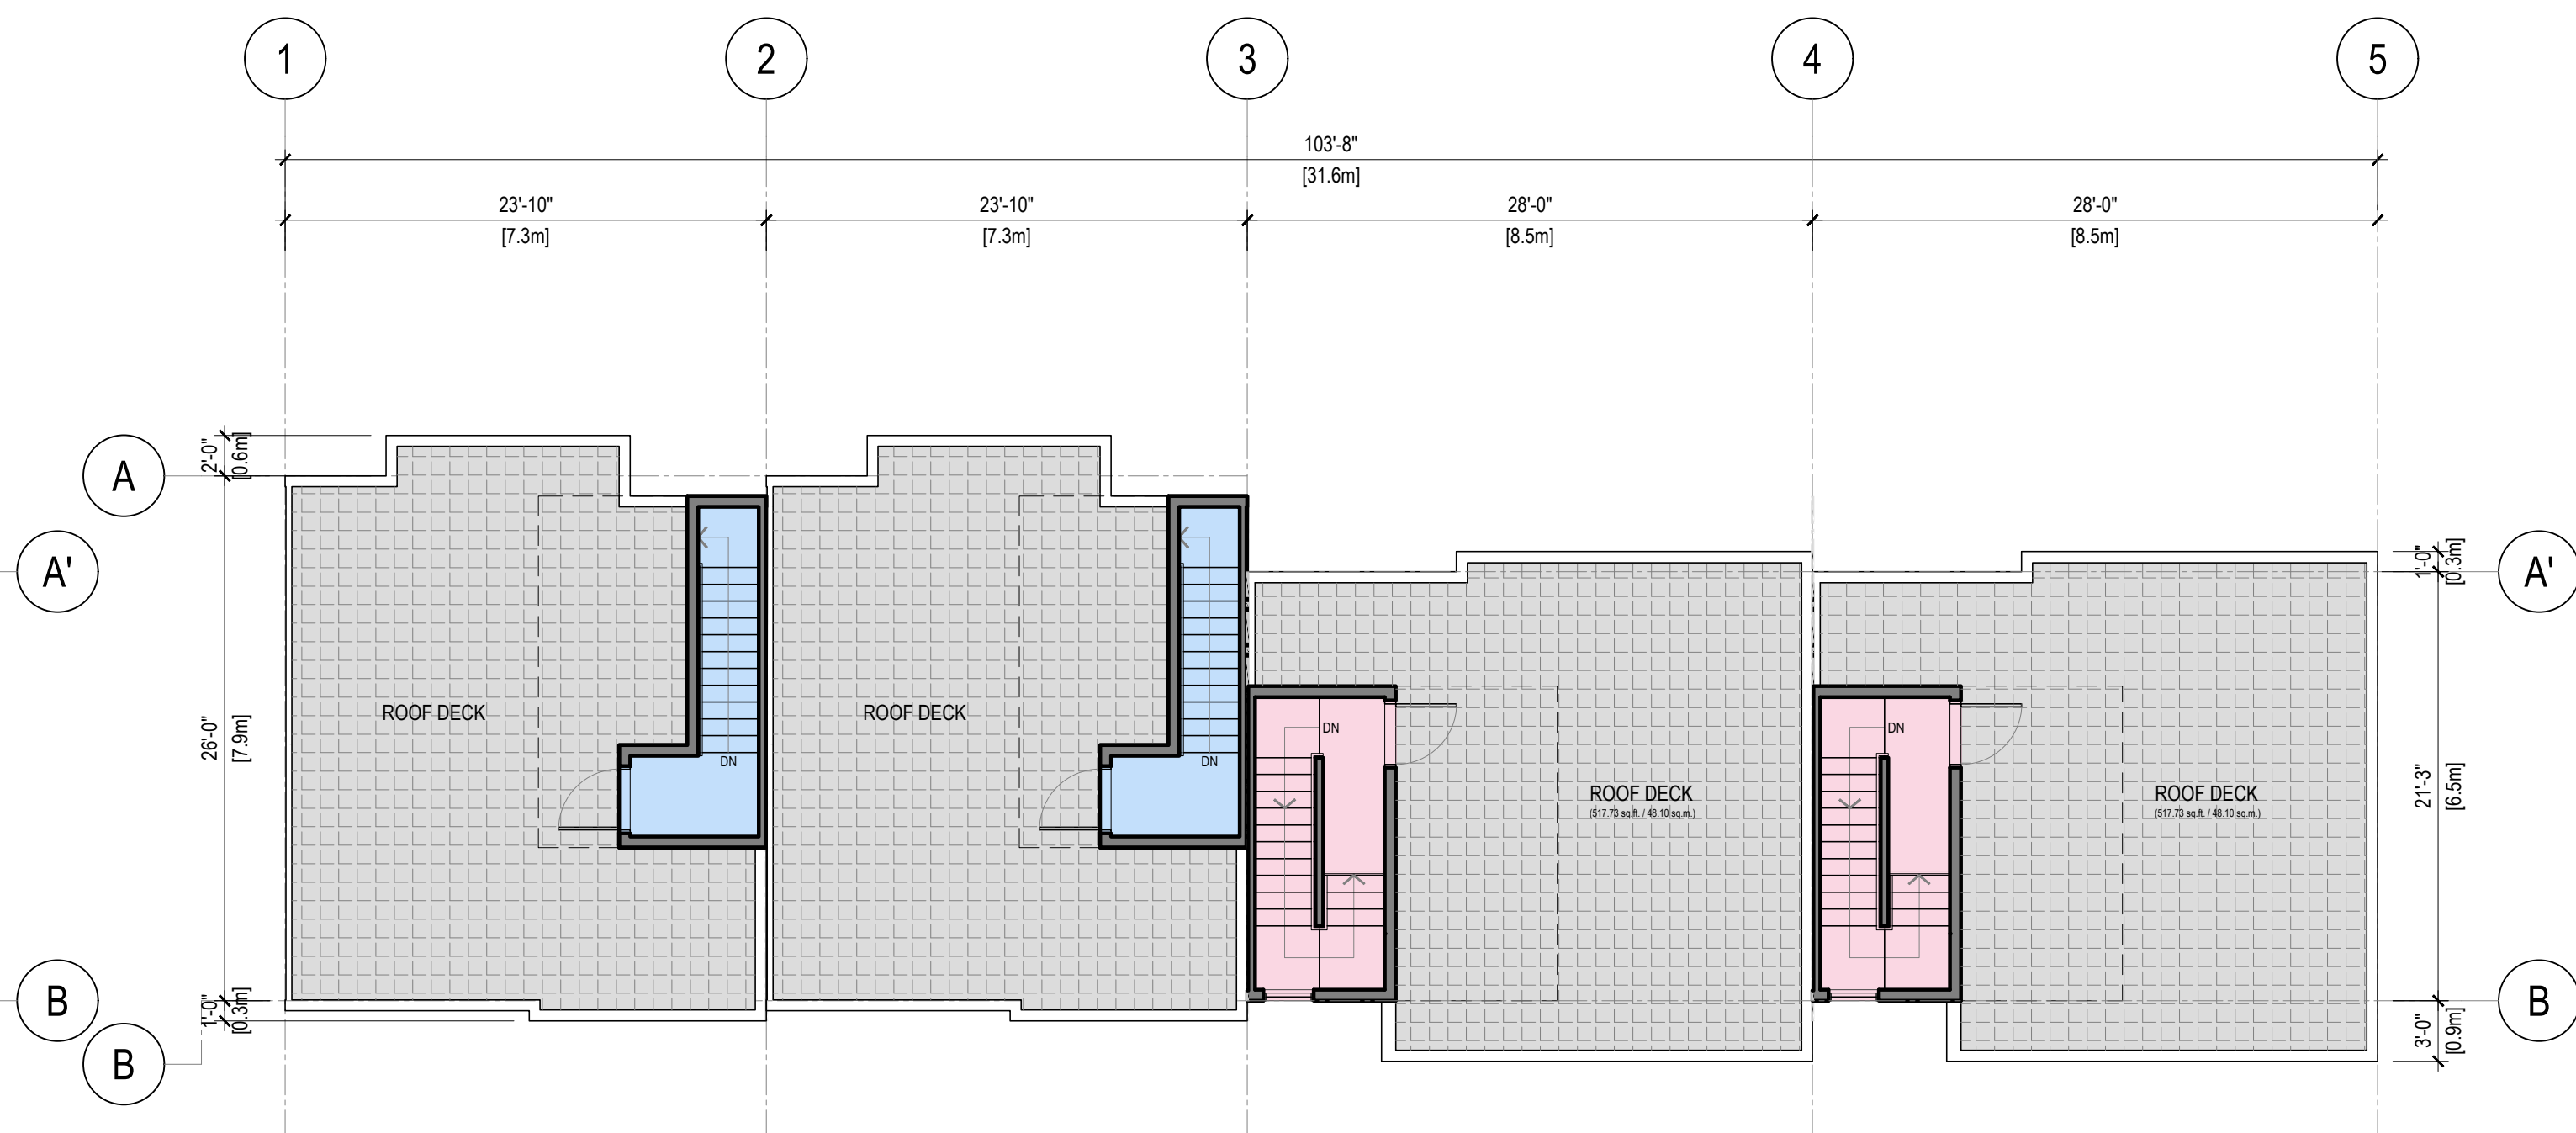 1
2
3
4
5
103'-8"
[31.6m]
23'-10"
23'-10"
28'-0"
28'-0"
[7.3m]
[7.3m]
[8.5m]
[8.5m]
2'-0"
[0.6m]
A
A'
1'-0"
[0.3m]
A'
ROOF DECK
ROOF DECK
DN
DN
DN
DN
26'-0"
[7.9m]
ROOF DECK
(517.73 sq.ft. / 48.10 sq.m.)
ROOF DECK
(517.73 sq.ft. / 48.10 sq.m.)
21'-3"
[6.5m]
B
1'-0"
[0.3m]
B
B
3'-0"
[0.9m]